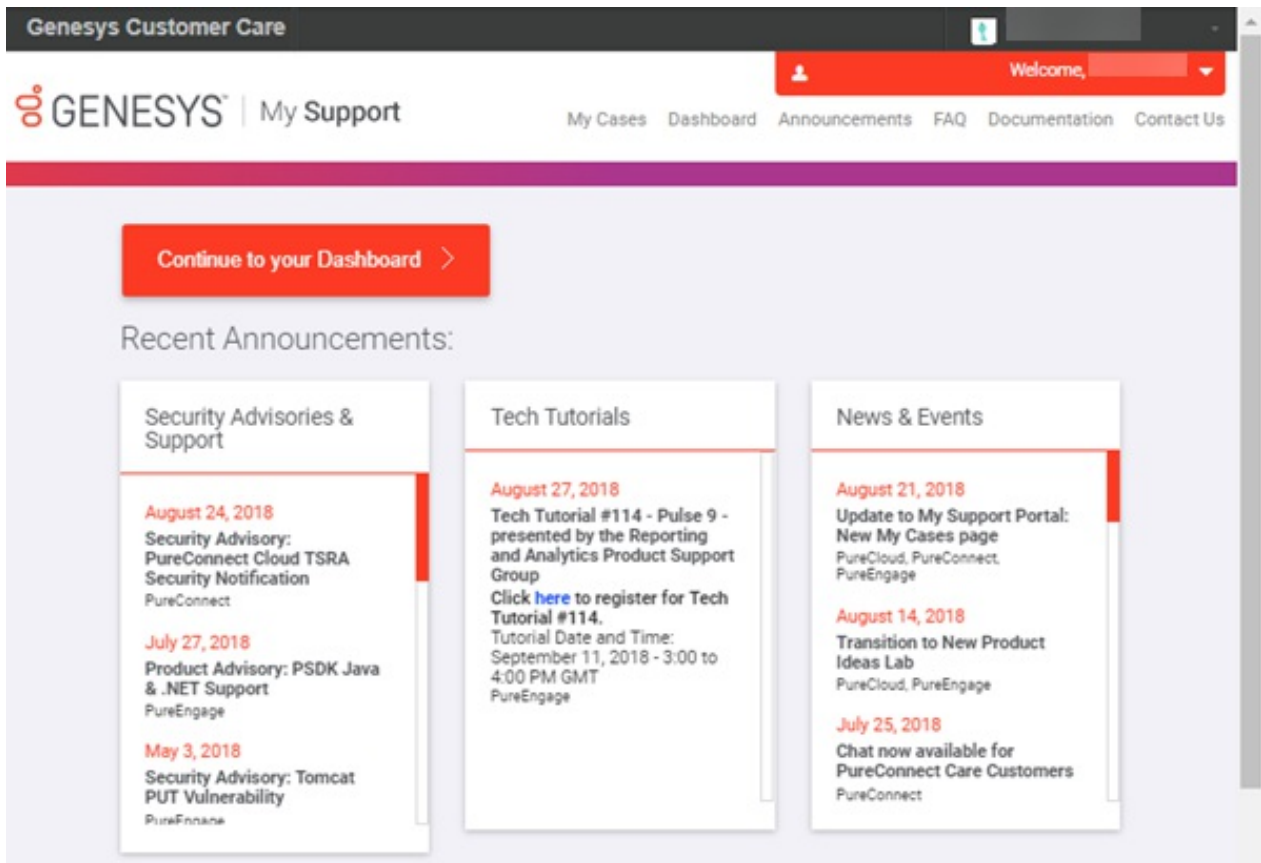 Genesys Customer Care
Welcome,
GENESYS™ | My Support
My Cases Dashboard Announcements FAQ Documentation Contact Us
Continue to your Dashboard
Recent Announcements:
Security Advisories &
Support
August 24, 2018
Security Advisory:
PureConnect Cloud TSRA
Security Notification
PureConnect
July 27, 2018
Product Advisory: PSDK Java
& .NET Support
PureEngage
May 3, 2018
Security Advisory: Tomcat
PUT Vulnerability
PureEngage
Tech Tutorials
August 27, 2018
Tech Tutorial #114 - Pulse 9 -
presented by the Reporting
and Analytics Product Support
Group
Click here to register for Tech
Tutorial #114.
Tutorial Date and Time:
September 11, 2018 - 3:00 to
4:00 PM GMT
PureEngage
News & Events
August 21, 2018
Update to My Support Portal:
New My Cases page
PureCloud, PureConnect,
PureEngage
August 14, 2018
Transition to New Product
Ideas Lab
PureCloud, PureEngage
July 25, 2018
Chat now available for
PureConnect Care Customers
PureConnect